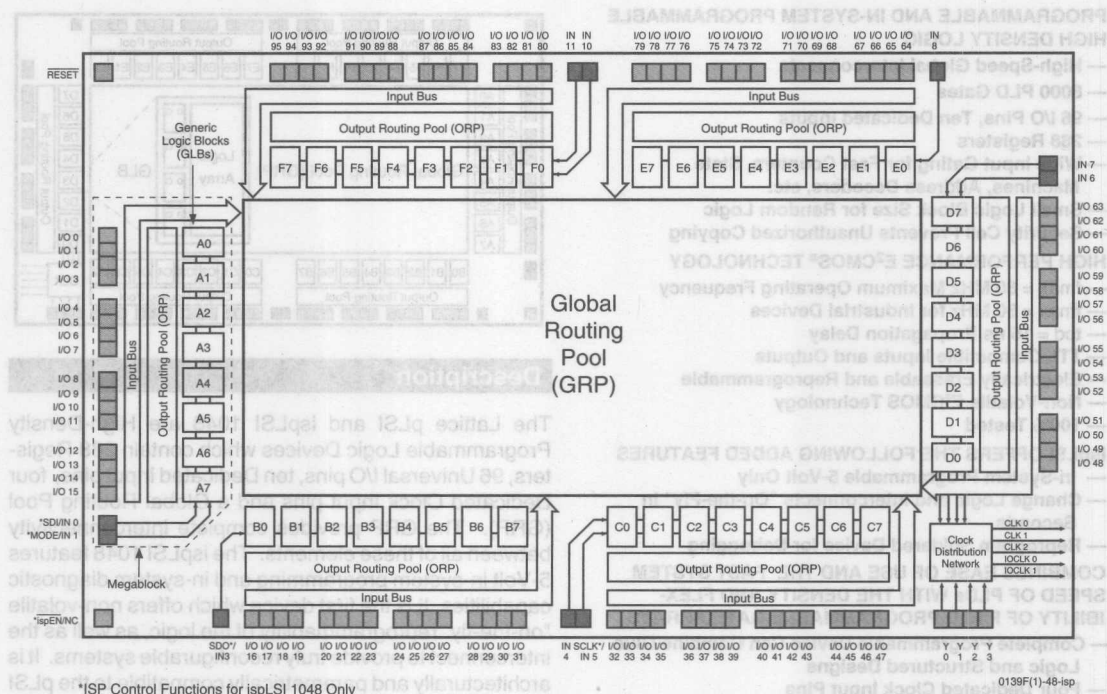 I/O I/O I/O I/O
95 94 93 92
I/O I/O I/O I/O
91 90 89 88
I/O I/O I/O I/O
87 86 85 84
I/O I/O I/O I/O
83 82 81 80
IN IN
11 10
I/O I/O I/O I/O
79 78 77 76
I/O I/O I/O I/O
75 74 73 72
I/O I/O I/O I/O
71 70 69 68
I/O I/O I/O I/O
67 66 65 64
IN
8
RESET
Input Bus
Output Routing Pool (ORP)
F7 F6 F5 F4 F3 F2 F1 F0
Input Bus
Output Routing Pool (ORP)
E7 E6 E5 E4 E3 E2 E1 E0
Generic
Logic Blocks
(GLBs)
IN 7
IN 6
I/O 0
I/O 1
I/O 2
I/O 3
I/O 4
I/O 5
I/O 6
I/O 7
I/O 8
I/O 9
I/O 10
I/O 11
I/O 12
I/O 13
I/O 14
I/O 15
Input Bus
Output Routing Pool (ORP)
A0
A1
A2
A3
A4
A5
A6
A7
Global
Routing
Pool
(GRP)
D7
D6
D5
D4
D3
D2
D1
Output Routing Pool (ORP)
Input Bus
I/O 63
I/O 62
I/O 61
I/O 60
I/O 59
I/O 58
I/O 57
I/O 56
I/O 55
I/O 54
I/O 53
I/O 52
I/O 51
I/O 50
I/O 49
I/O 48
*SDI/IN 0
*MODE/IN 1
Megablock
*ispEN/NC
B0 B1 B2 B3 B4 B5 B6 B7
Output Routing Pool (ORP)
Input Bus
C0 C1 C2 C3 C4 C5 C6 C7
Output Routing Pool (ORP)
Input Bus
Clock
Distribution
Network
CLK 0
CLK 1
CLK 2
IOCLK 0
IOCLK 1
SDO*/
IN3
I/O I/O I/O I/O
16 17 18 19
I/O I/O I/O I/O
20 21 22 23
I/O I/O I/O I/O
24 25 26 27
I/O I/O I/O I/O
28 29 30 31
IN SCLK*/
4 IN 5
I/O I/O I/O I/O
32 33 34 35
I/O I/O I/O I/O
36 37 38 39
I/O I/O I/O I/O
40 41 42 43
I/O I/O I/O I/O
44 45 46 47
Y Y Y Y
0 1 2 3
*ISP Control Functions for ispLSI 1048 Only
0139F(1)-48-isp